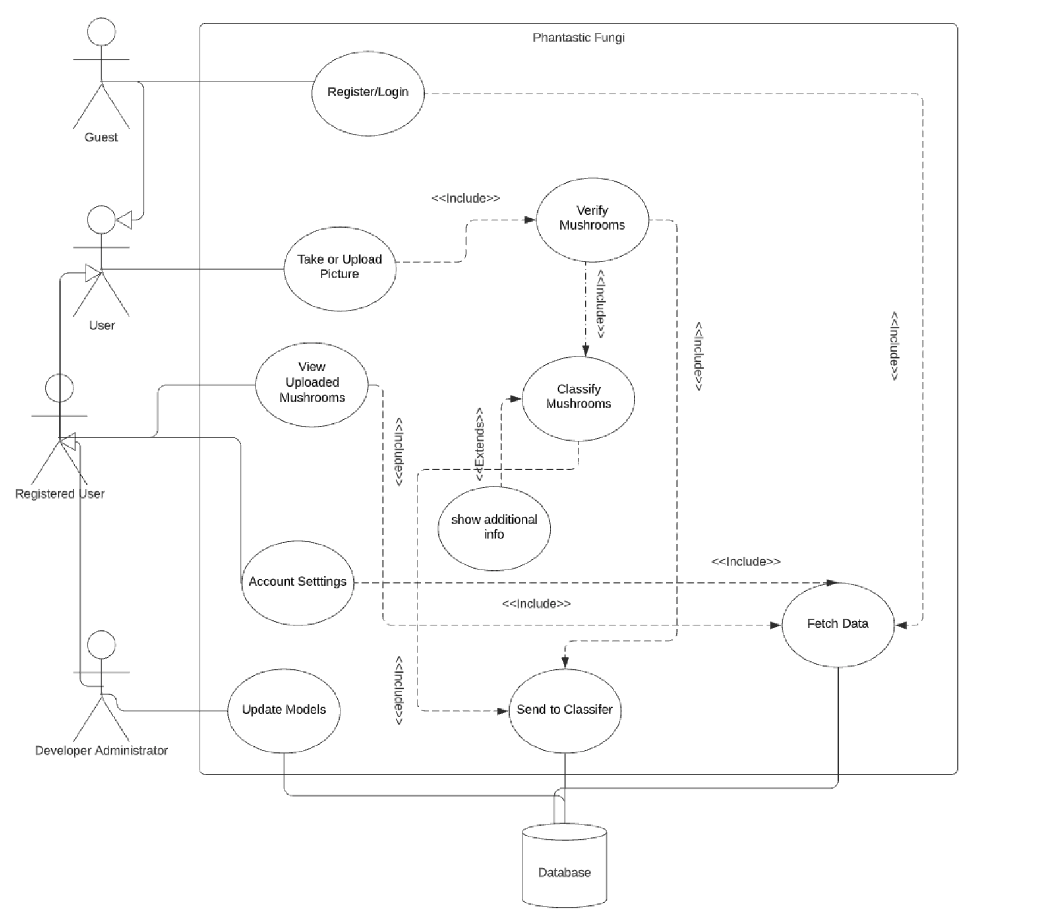 Phantastic Fungi
Register/Login
Guest
<<Include>>
Verify
Mushrooms
Take or Upload
Picture
<<Include>>
User
<<Include>>
<<Include>>
View
Uploaded
Mushrooms
Classify
Mushrooms
<<Include>>
<<Extends>>
Registered User
show additional
info
Account Setttings
<<Include>>
<<Include>>
Fetch Data
<<Include>>
Update Models
Send to Classifer
Developer Administrator
Database